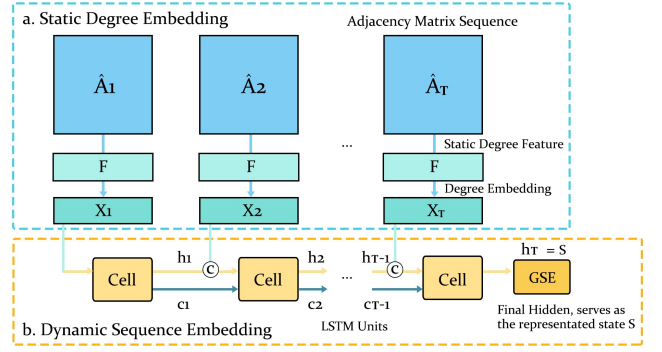 a. Static Degree Embedding
Adjacency Matrix Sequence
Â1
Â2
ÂT
...
Static Degree Feature
F
F
F
Degree Embedding
X1
X2
XT
h1
h2
hT-1
hT = S
C
C
Cell
Cell
...
Cell
GSE
c1
c2
cT-1
Final Hidden, serves as
the represented state S
b. Dynamic Sequence Embedding
LSTM Units